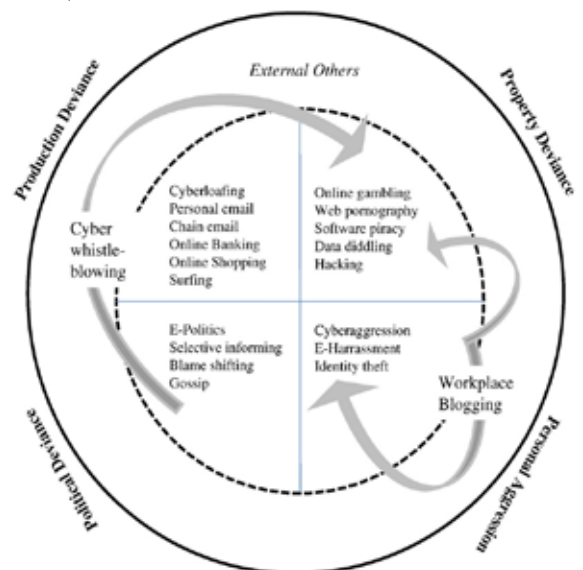 External Others
Production Deviance
Property Deviance
Cyberloafing
Personal email
Chain email
Online Banking
Online Shopping
Surfing
Online gambling
Web pornography
Software piracy
Data diddling
Hacking
Cyber
whistle-
blowing
E-Politics
Selective informing
Blame shifting
Gossip
Cyberaggression
E-Harrassment
Identity theft
Workplace
Blogging
Political Deviance
Personal Aggression